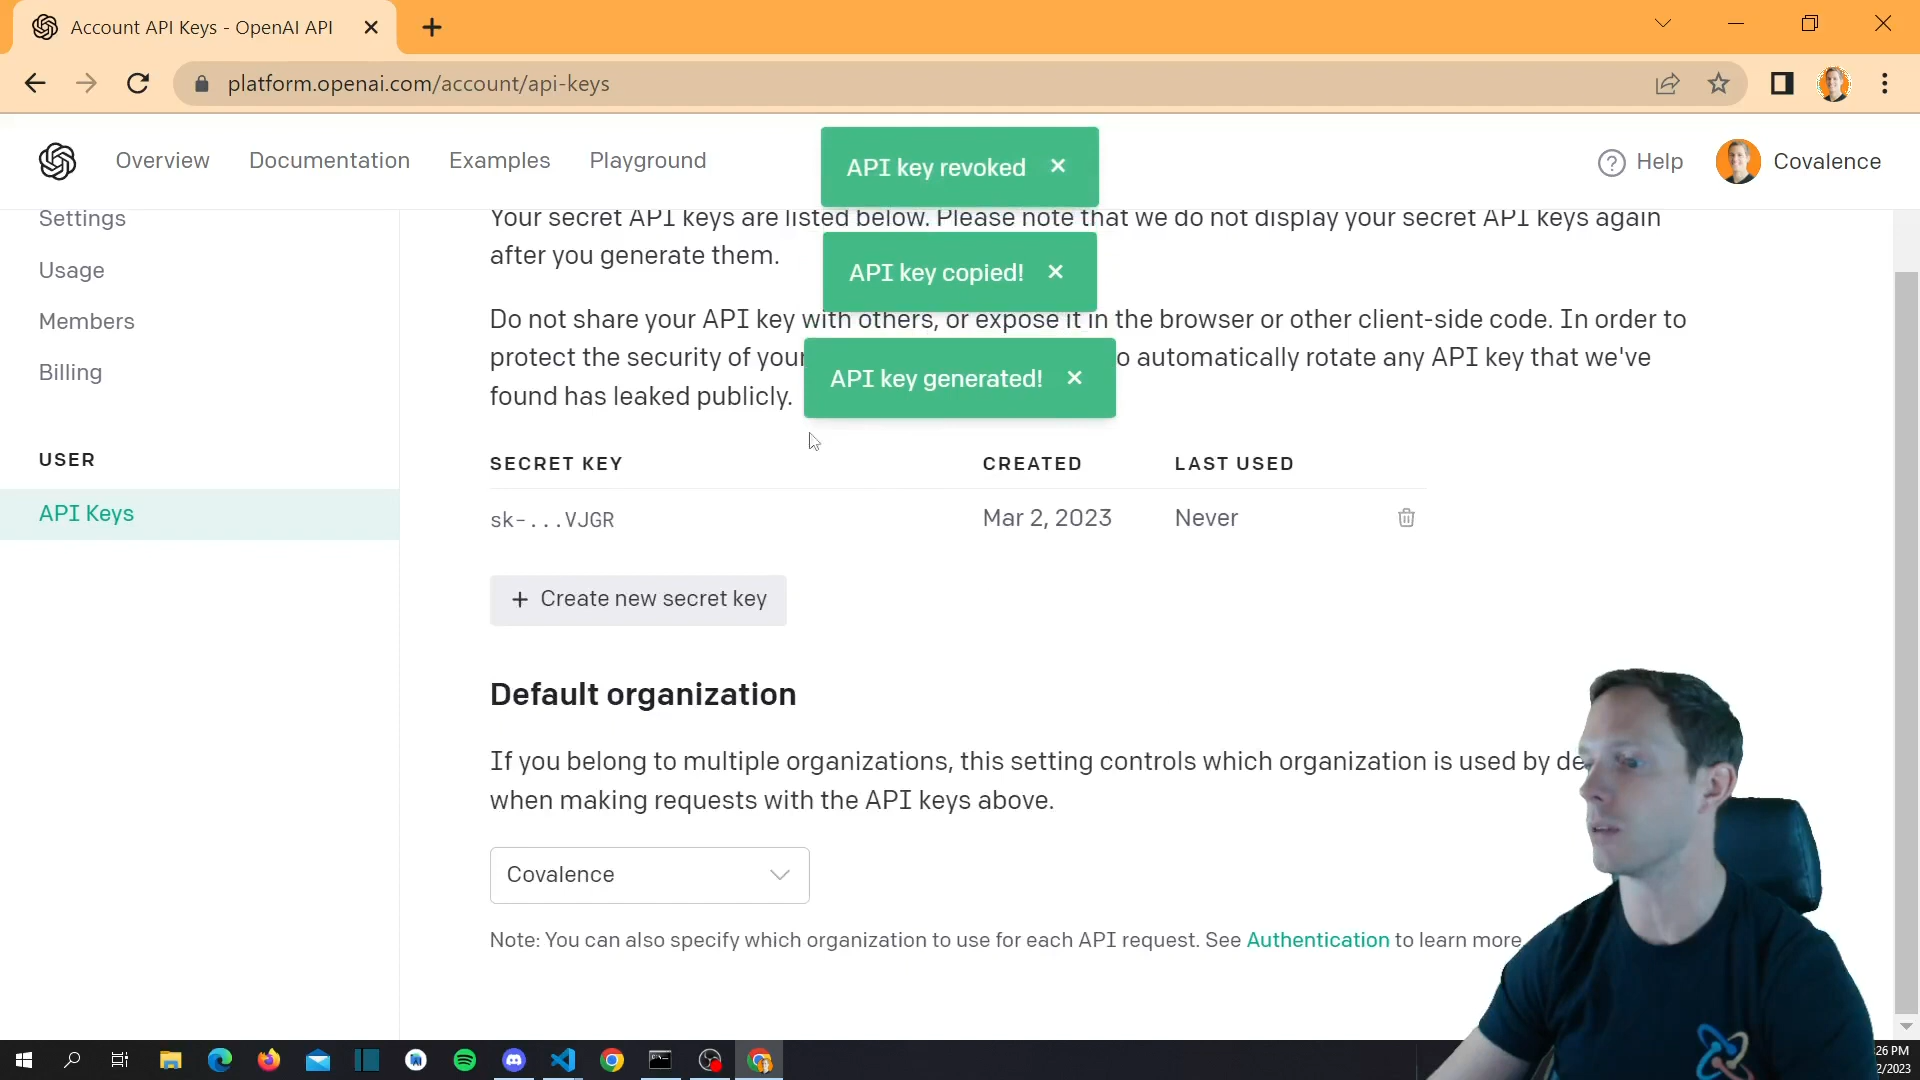 Account API Keys - OpenAI API
platform.openai.com/account/api-keys
Overview
Documentation
Examples
Playground
Help
Covalence
API key revoked
API key copied!
API key generated!
Settings
Usage
Members
Billing
USER
API Keys
Your secret API keys are listed below. Please note that we do not display your secret API keys again
after you generate them.
Do not share your API key with others, or expose it in the browser or other client-side code. In order to
protect the security of your o automatically rotate any API key that we've
found has leaked publicly.
SECRET KEY CREATED LAST USED
sk-...VJGR Mar 2, 2023 Never
+ Create new secret key
Default organization
If you belong to multiple organizations, this setting controls which organization is used by de
when making requests with the API keys above.
Covalence
Note: You can also specify which organization to use for each API request. See Authentication to learn more
:26 PM
2/2023